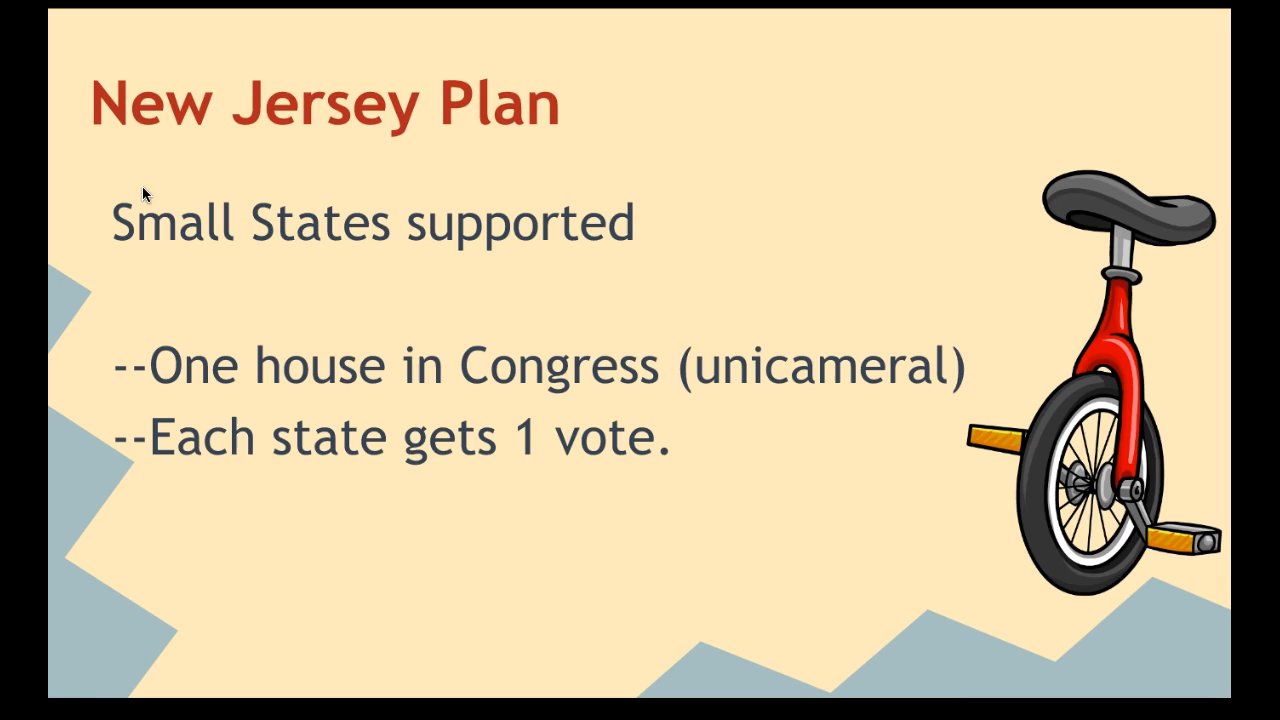 New Jersey Plan
Small States supported
--One house in Congress (unicameral)
--Each state gets 1 vote.